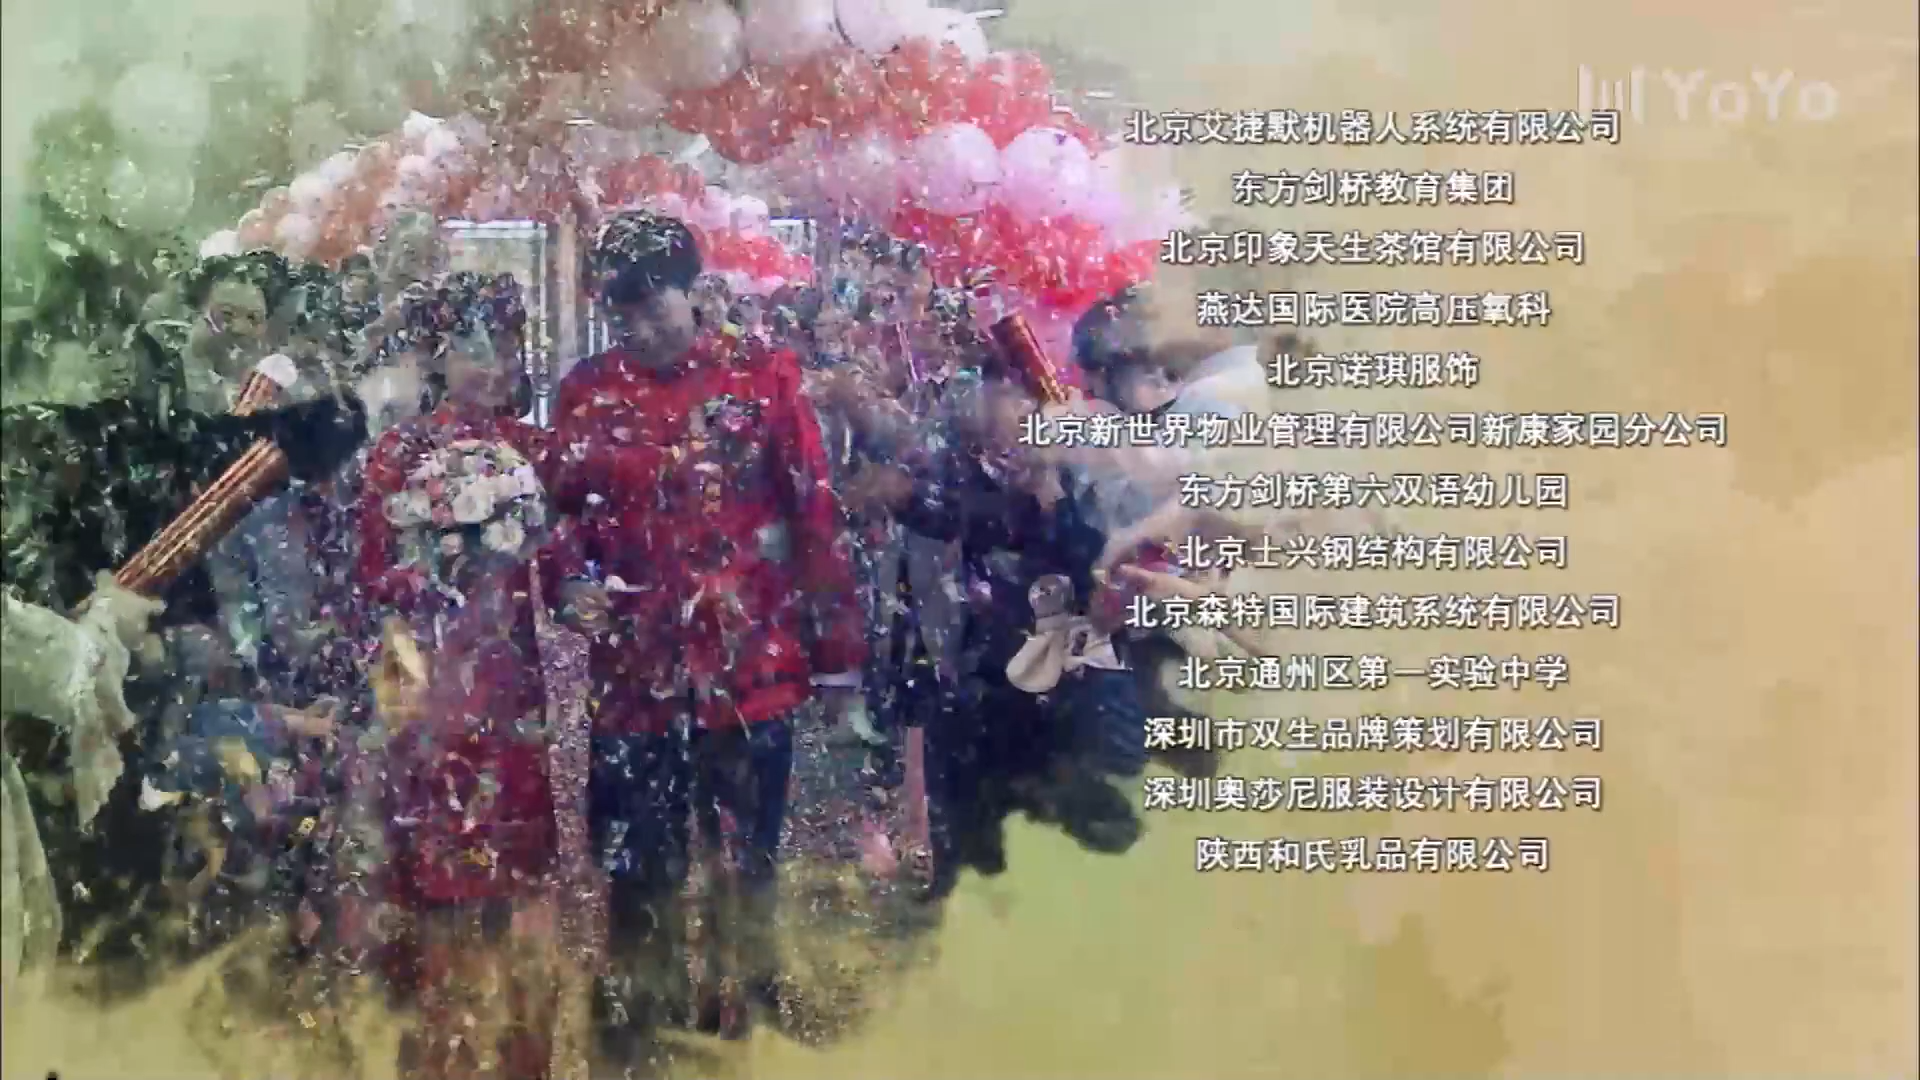 YoYo
北京艾捷默机器人系统有限公司
东方剑桥教育集团
北京印象天生茶馆有限公司
燕达国际医院高压氧科
北京诺琪服饰
北京新世界物业管理有限公司新康家园分公司
东方剑桥第六双语幼儿园
北京士兴钢结构有限公司
北京森特国际建筑系统有限公司
北京通州区第一实验中学
深圳市双生品牌策划有限公司
深圳奥莎尼服装设计有限公司
陕西和氏乳品有限公司